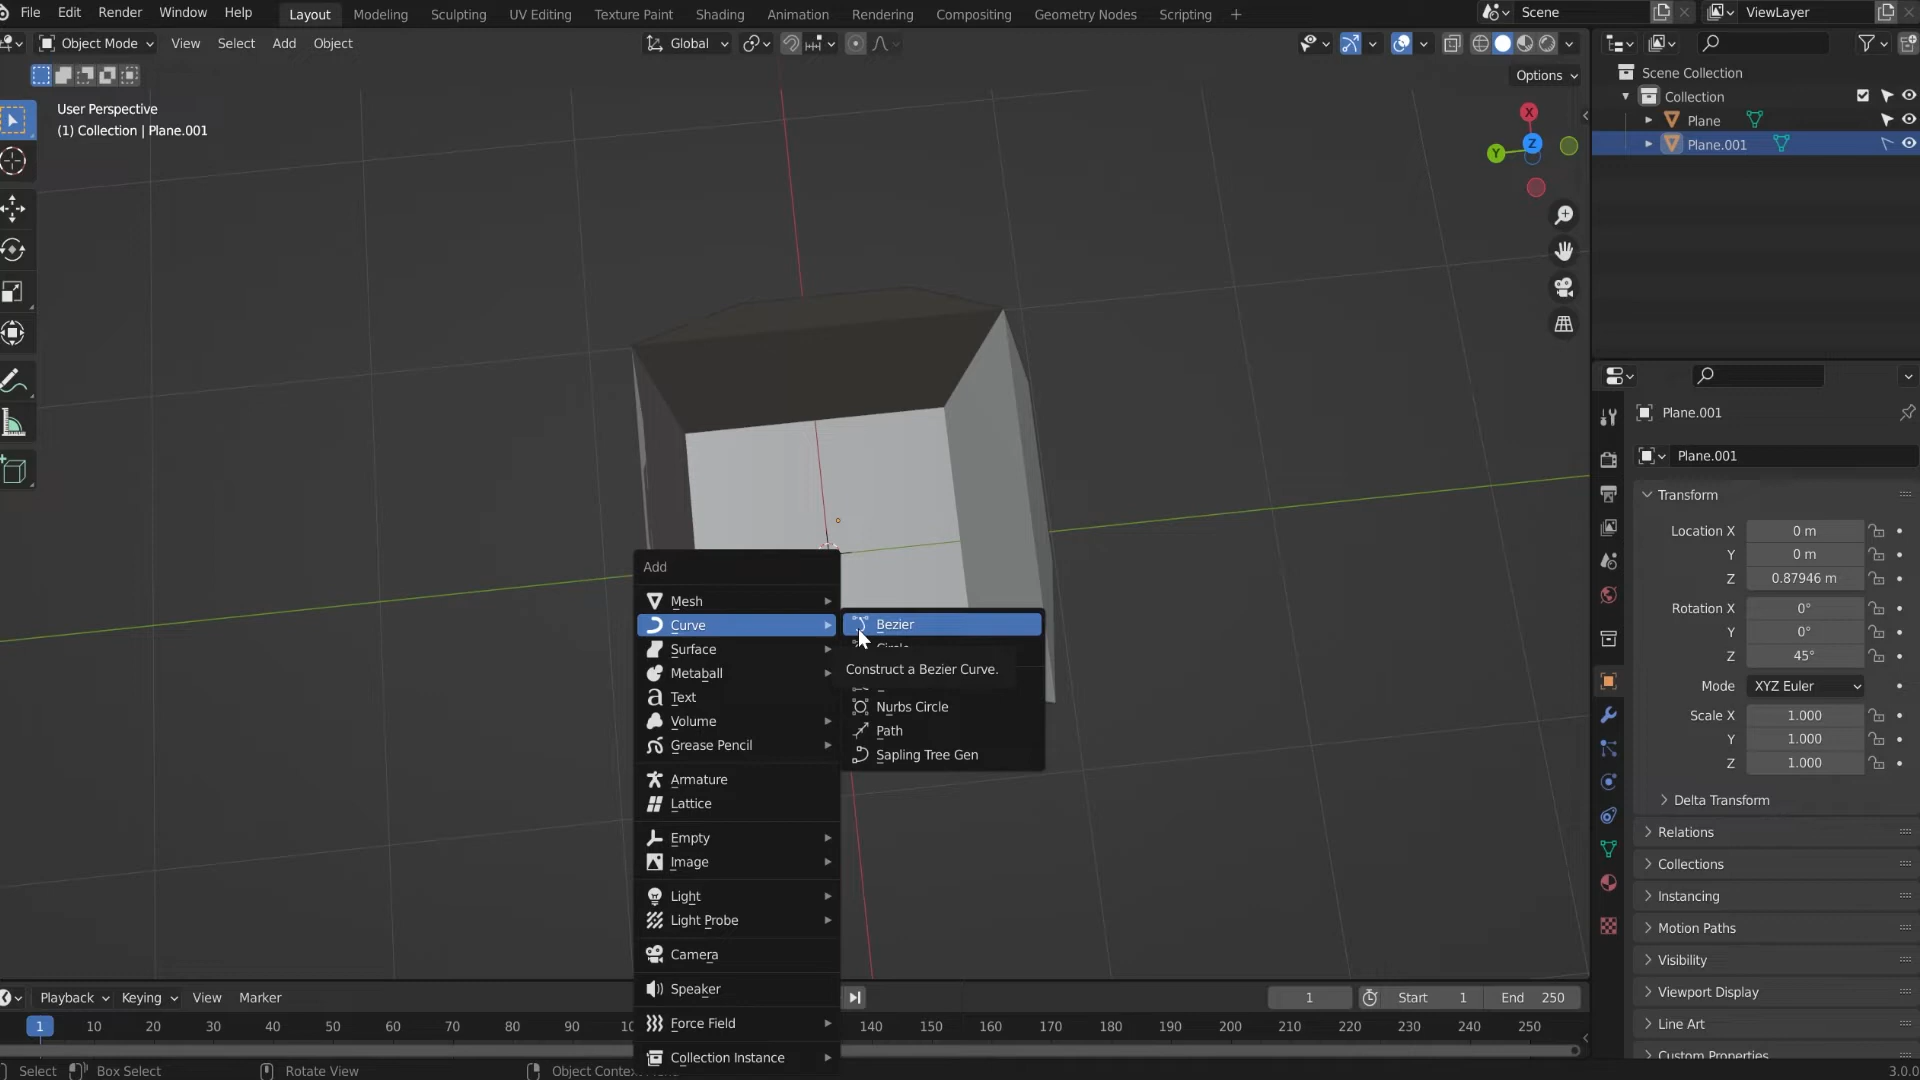 File Edit Render Window Help Layout Modeling Sculpting UV Editing Texture Paint Shading Animation Rendering Compositing Geometry Nodes Scripting + Scene ViewLayer
Object Mode View Select Add Object Global
Options
User Perspective
(1) Collection | Plane.001
X
Y
Z
Scene Collection
Collection
Plane
Plane.001
Plane.001
Plane.001
Transform
Location X 0 m
Y 0 m
Z 0.87946 m
Rotation X 0°
Y 0°
Z 45°
Mode XYZ Euler
Scale X 1.000
Y 1.000
Z 1.000
Delta Transform
Relations
Collections
Instancing
Motion Paths
Visibility
Viewport Display
Line Art
Custom Properties
Add
Mesh
Curve
Surface
Metaball
Text
Volume
Grease Pencil
Armature
Lattice
Empty
Image
Light
Light Probe
Camera
Speaker
Force Field
Collection Instance
Bezier
Circle
Construct a Bezier Curve.
Nurbs Circle
Path
Sapling Tree Gen
Playback Keying View Marker 1 Start 1 End 250
1 10 20 30 40 50 60 70 80 90 140 150 160 170 180 190 200 210 220 230 240 250
Select Box Select Rotate View Object 3.0.0